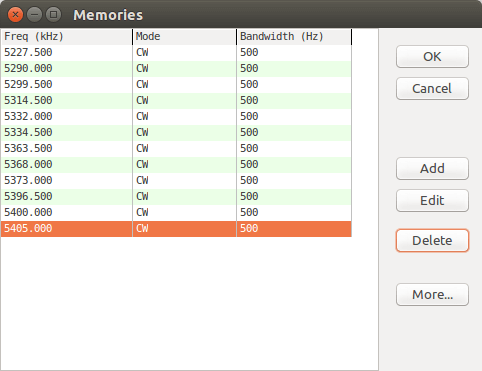 Memories
Freq (kHz) Mode Bandwidth (Hz)
5227.500 CW 500
5290.000 CW 500
5299.500 CW 500
5314.500 CW 500
5332.000 CW 500
5334.500 CW 500
5363.500 CW 500
5368.000 CW 500
5373.000 CW 500
5396.500 CW 500
5400.000 CW 500
5405.000 CW 500
OK
Cancel
Add
Edit
Delete
More...